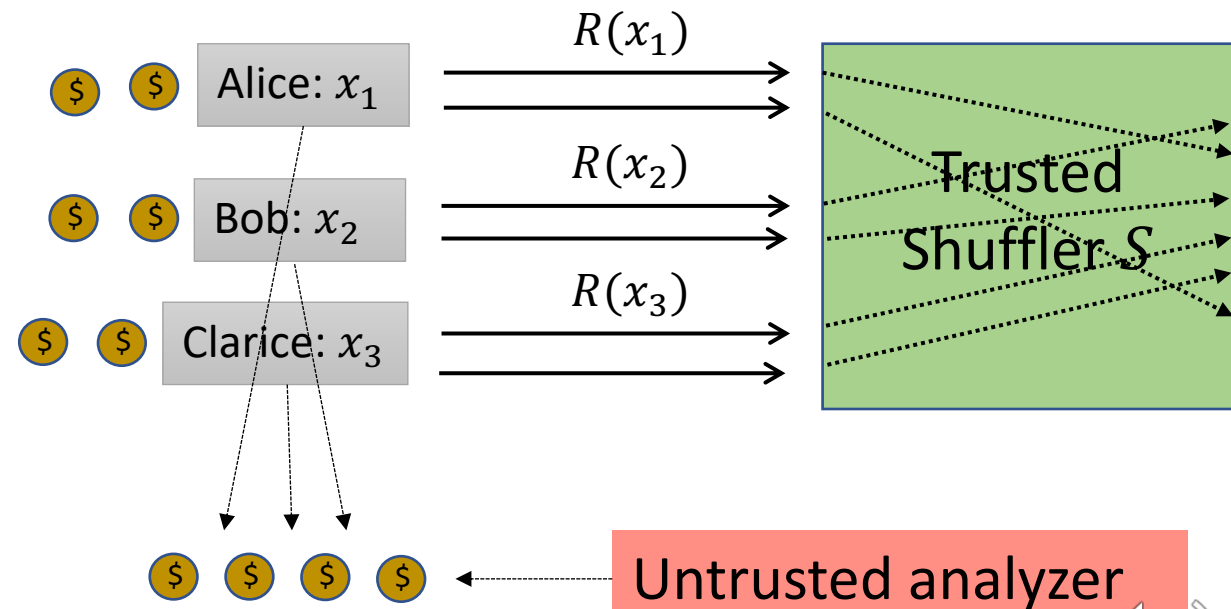 R(x₁)
$ $ Alice: x₁
R(x₂)
Trusted
$ $ Bob: x₂
Shuffler S
R(x₃)
$ $ Clarice: x₃
$ $ $ $
Untrusted analyzer